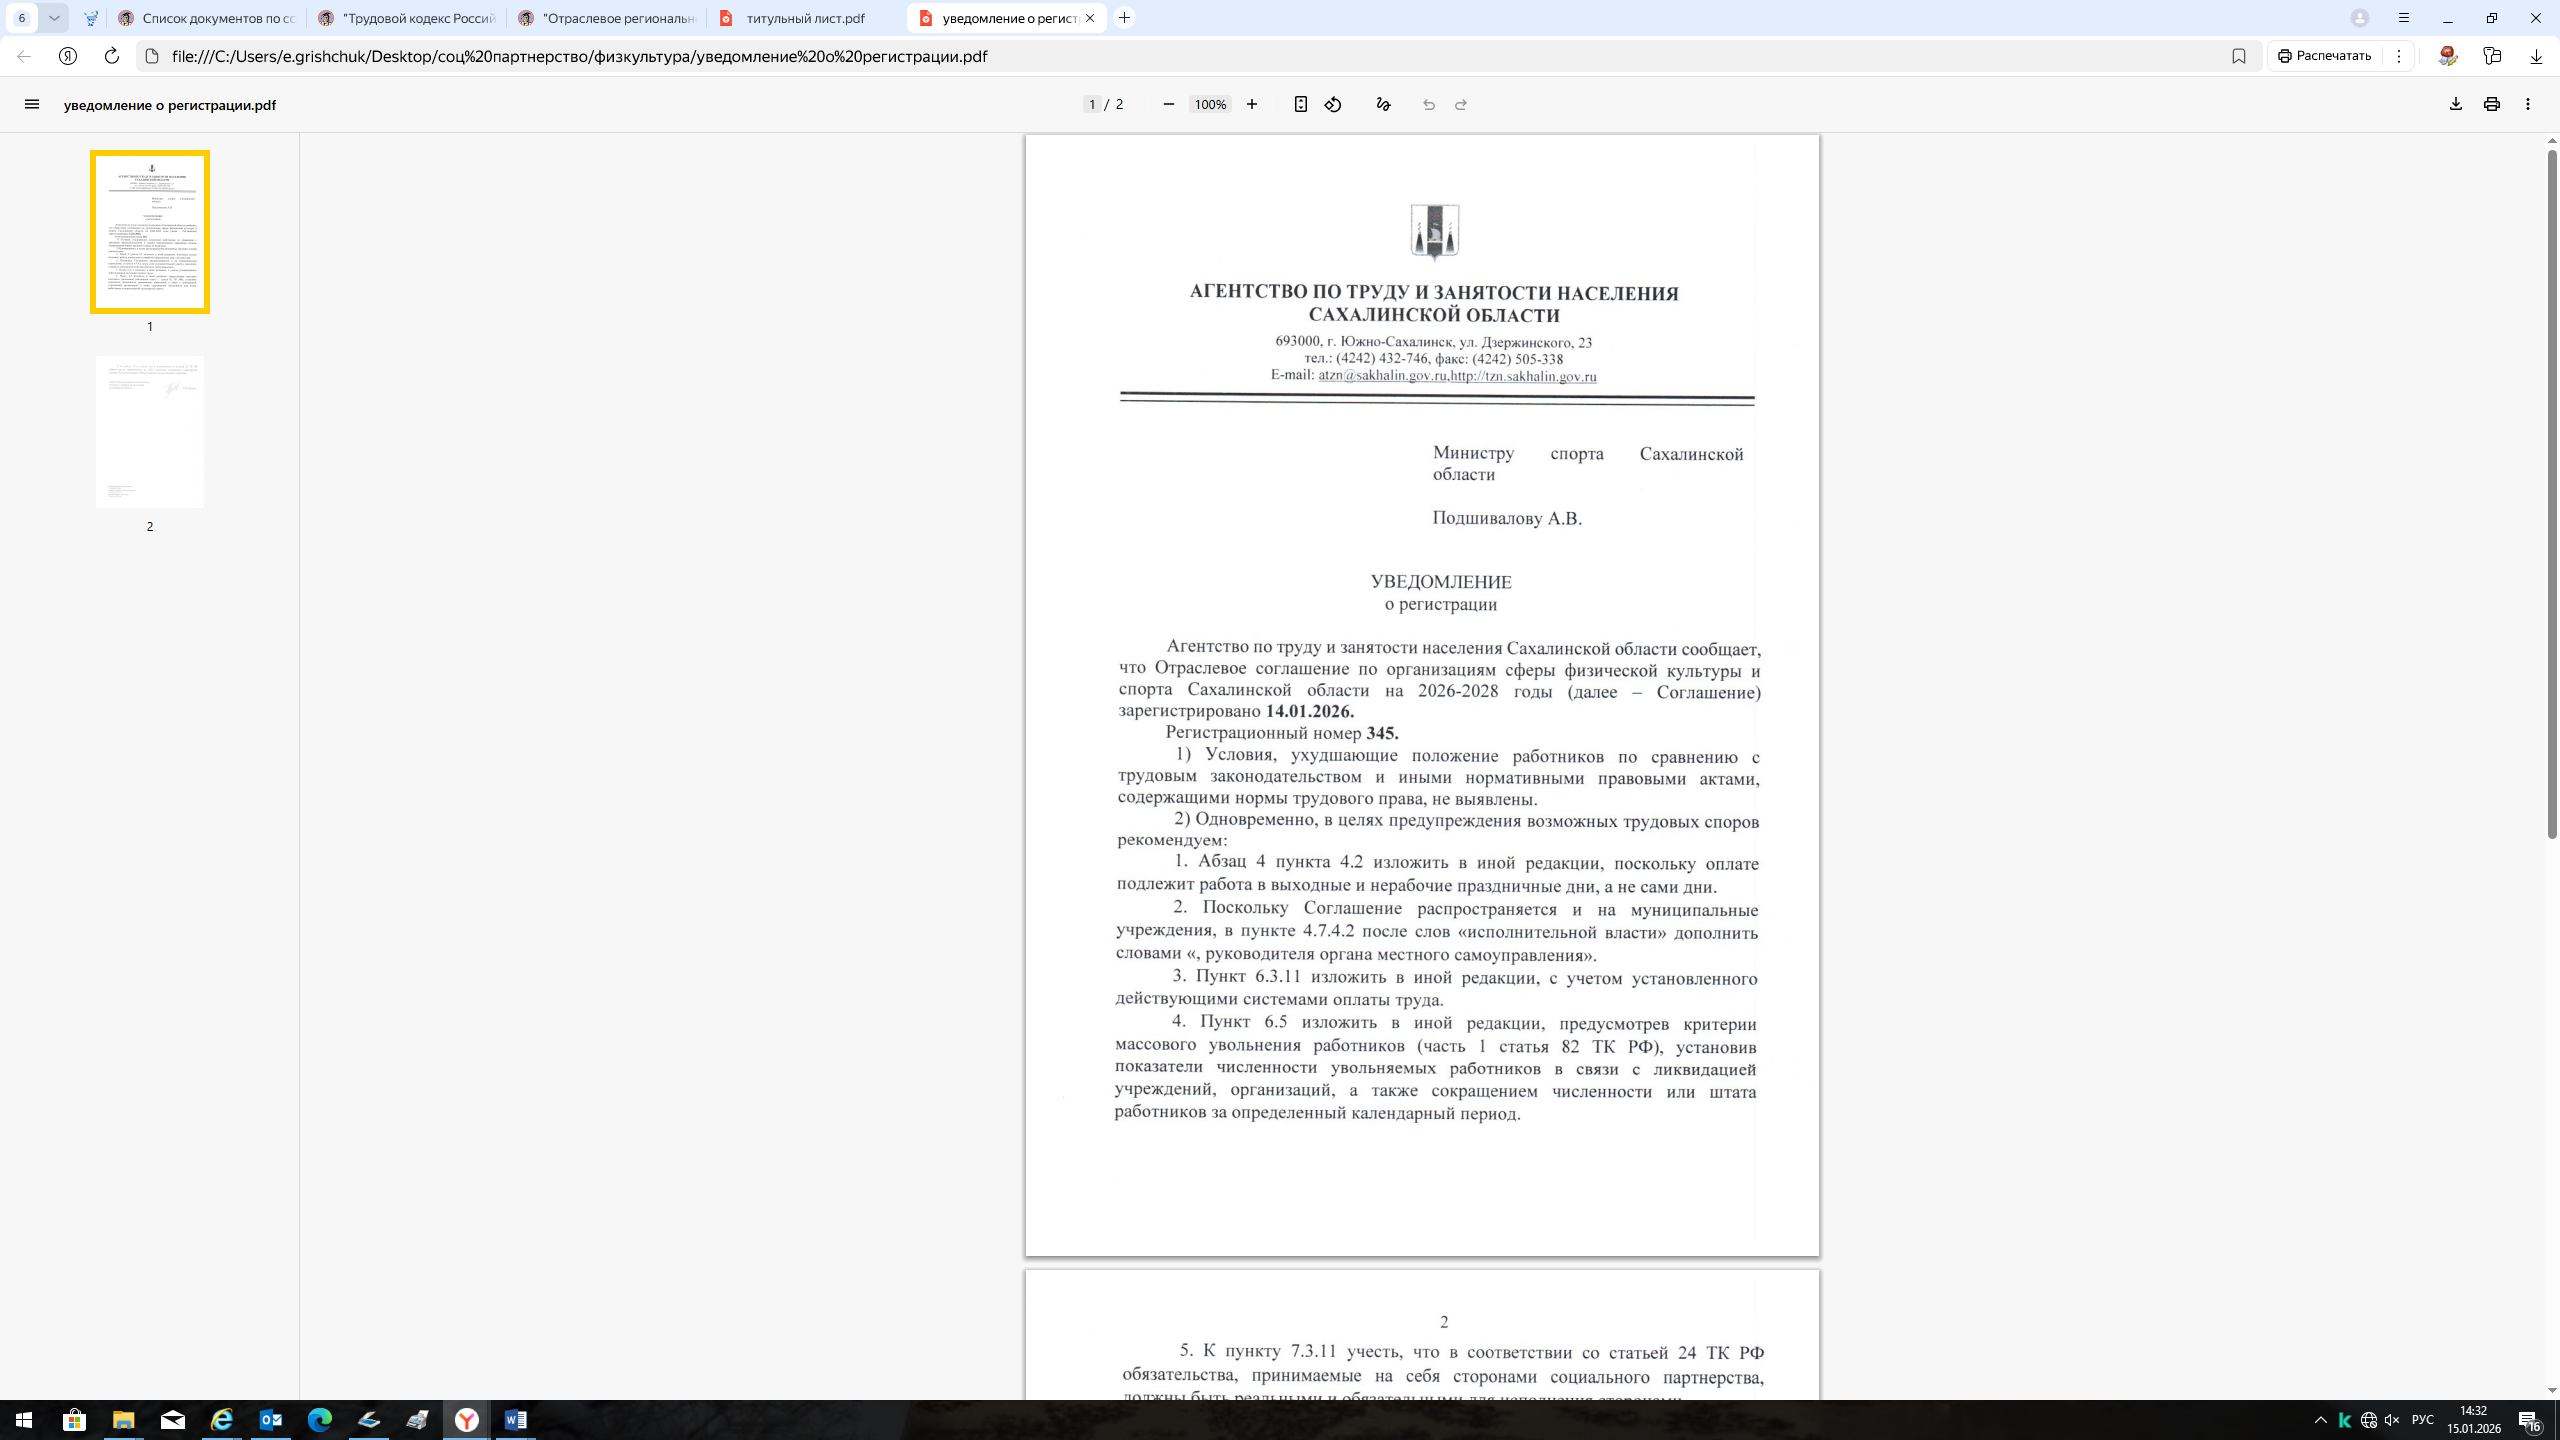 6
Список документов по сс
"Трудовой кодекс Россий
"Отраслевое региональн
титульный лист.pdf
уведомление о регистр
file:///C:/Users/e.grishchuk/Desktop/соц%20партнерство/физкультура/уведомление%20о%20регистрации.pdf
Распечатать
уведомление о регистрации.pdf
1 / 2
100%
1
2
АГЕНТСТВО ПО ТРУДУ И ЗАНЯТОСТИ НАСЕЛЕНИЯ
САХАЛИНСКОЙ ОБЛАСТИ
693000, г. Южно-Сахалинск, ул. Дзержинского, 23
тел.: (4242) 432-746, факс: (4242) 505-338
E-mail: atzn@sakhalin.gov.ru,http://tzn.sakhalin.gov.ru
Министру спорта Сахалинской
области
Подшивалову А.В.
УВЕДОМЛЕНИЕ
о регистрации
Агентство по труду и занятости населения Сахалинской области сообщает,
что Отраслевое соглашение по организациям сферы физической культуры и
спорта Сахалинской области на 2026-2028 годы (далее – Соглашение)
зарегистрировано 14.01.2026.
Регистрационный номер 345.
1) Условия, ухудшающие положение работников по сравнению с
трудовым законодательством и иными нормативными правовыми актами,
содержащими нормы трудового права, не выявлены.
2) Одновременно, в целях предупреждения возможных трудовых споров
рекомендуем:
1. Абзац 4 пункта 4.2 изложить в иной редакции, поскольку оплате
подлежит работа в выходные и нерабочие праздничные дни, а не сами дни.
2. Поскольку Соглашение распространяется и на муниципальные
учреждения, в пункте 4.7.4.2 после слов «исполнительной власти» дополнить
словами «, руководителя органа местного самоуправления».
3. Пункт 6.3.11 изложить в иной редакции, с учетом установленного
действующими системами оплаты труда.
4. Пункт 6.5 изложить в иной редакции, предусмотрев критерии
массового увольнения работников (часть 1 статья 82 ТК РФ), установив
показатели численности увольняемых работников в связи с ликвидацией
учреждений, организаций, а также сокращением численности или штата
работников за определенный календарный период.
2
5. К пункту 7.3.11 учесть, что в соответствии со статьей 24 ТК РФ
обязательства, принимаемые на себя сторонами социального партнерства,
должны быть реальными и обязательными для исполнения сторонами
РУС
14:32
15.01.2026
16